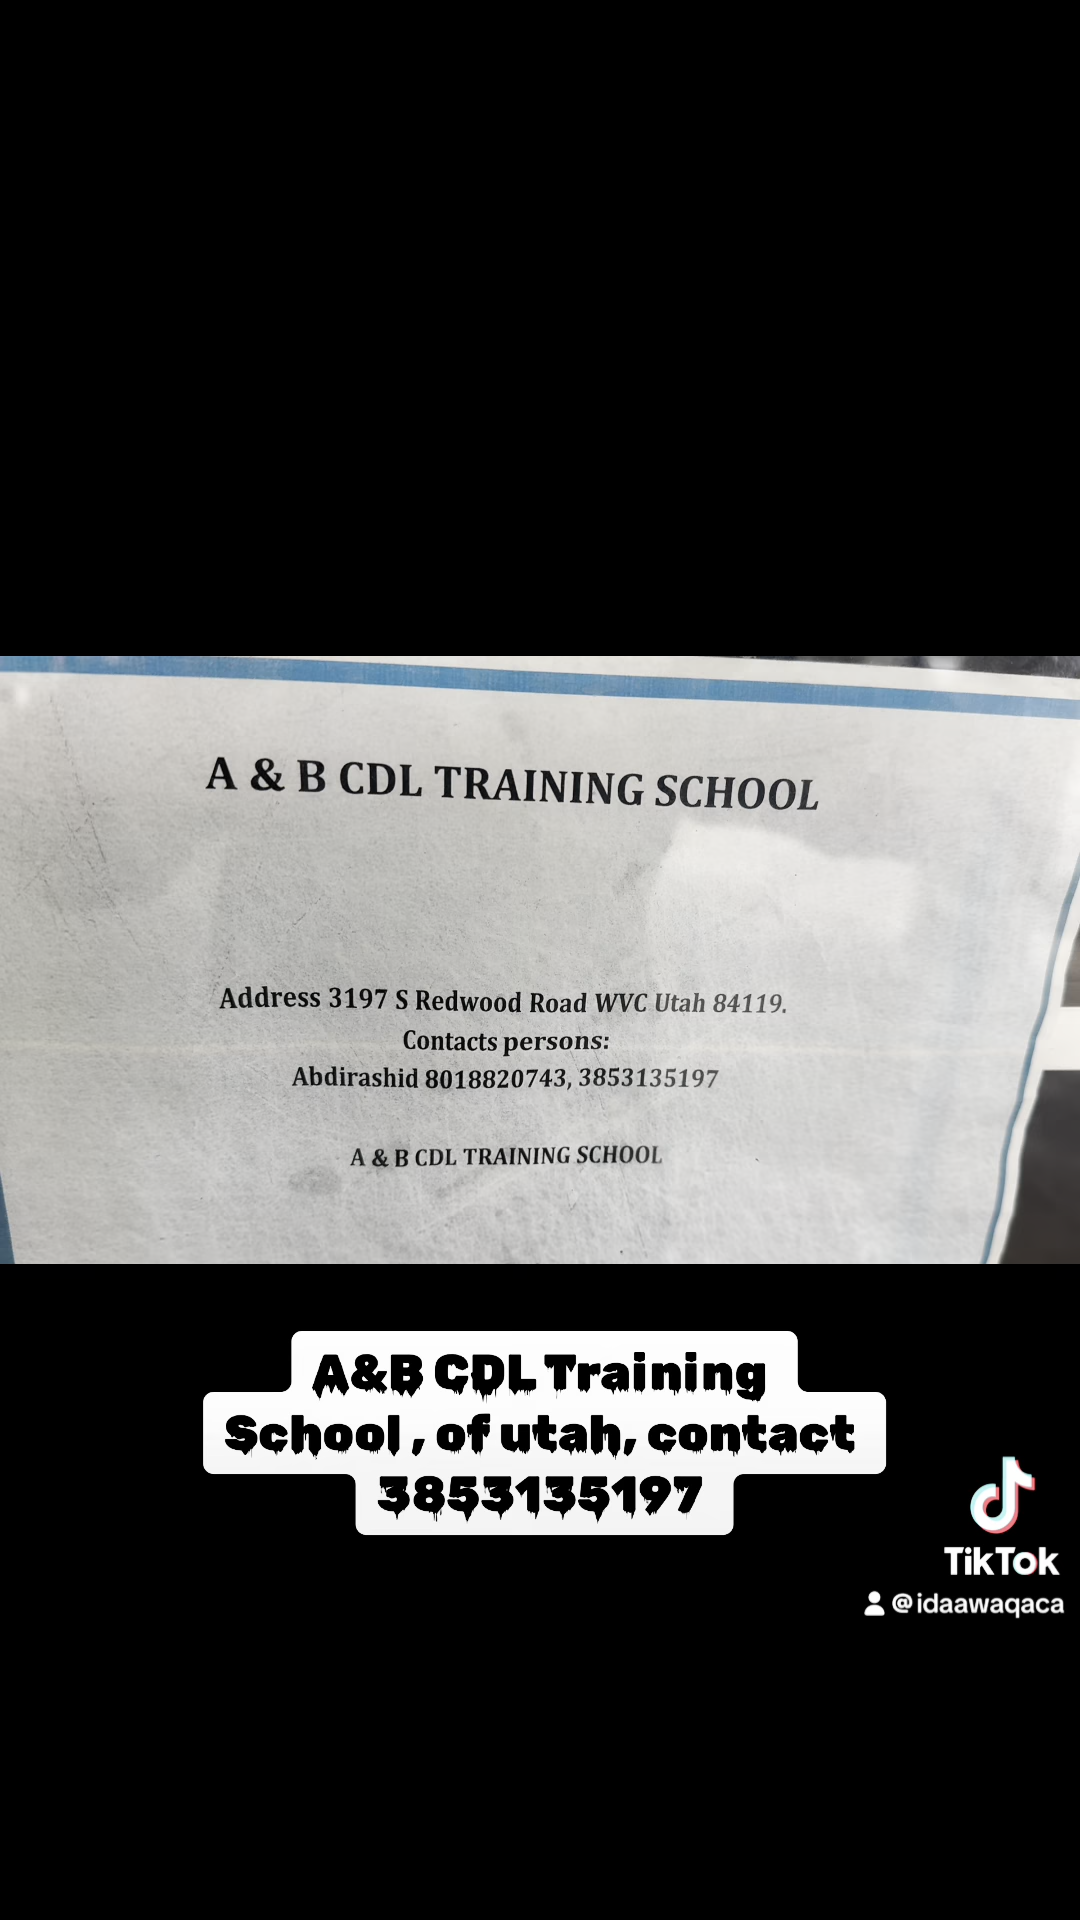 A & B CDL TRAINING SCHOOL
Address 3197 S Redwood Road WVC Utah 84119.
Contacts persons:
Abdirashid 8018820743, 3853135197
A & B CDL TRAINING SCHOOL
A&B CDL Training
School , of utah, contact
3853135197
TikTok
@idaawaqaca